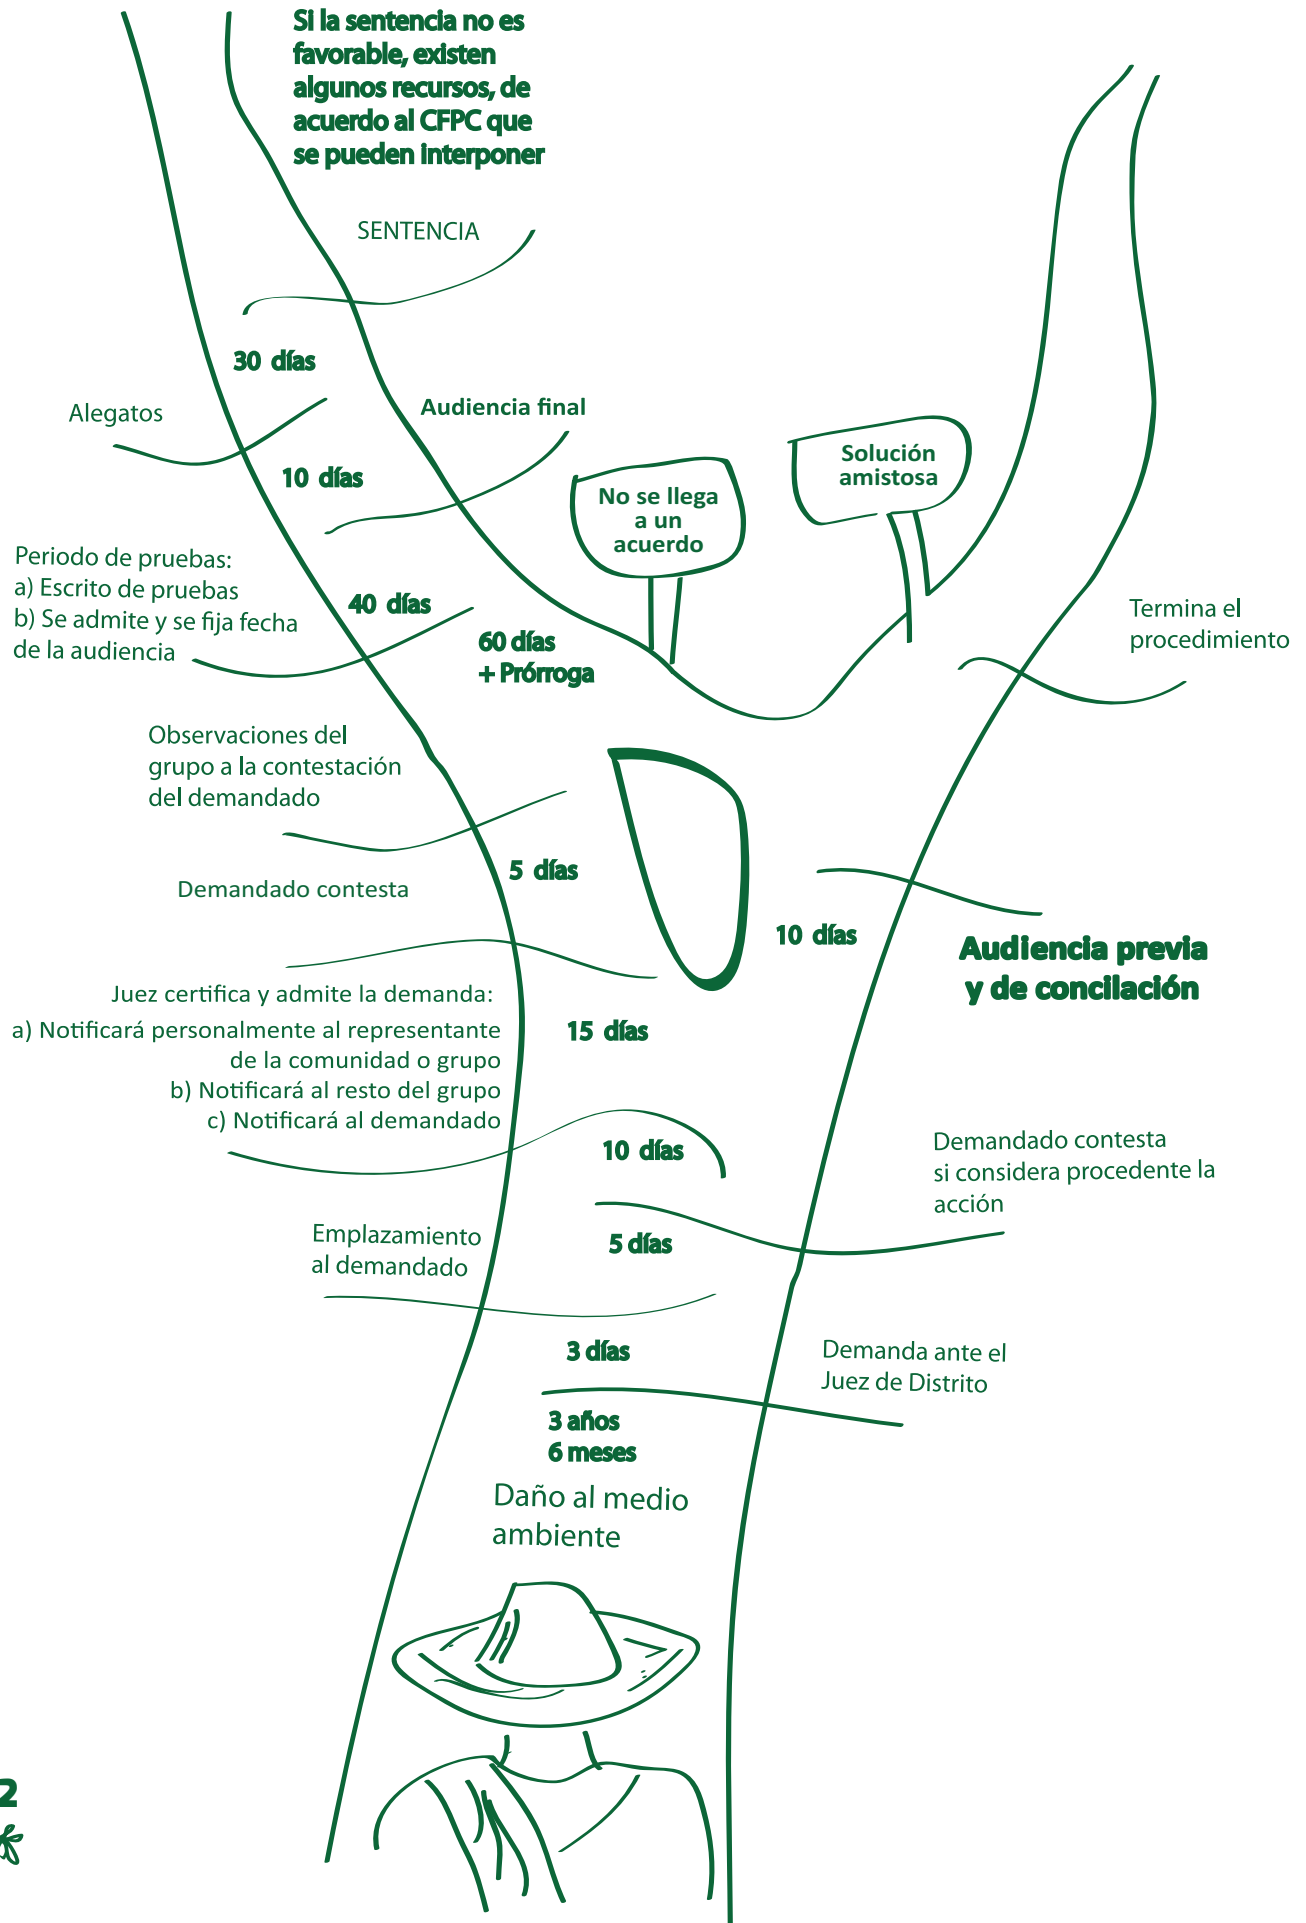 Si la sentencia no es
favorable, existen
algunos recursos, de
acuerdo al CFPC que
se pueden interponer
SENTENCIA
30 días
Alegatos
Audiencia final
10 días
No se llega
a un
acuerdo
Solución
amistosa
Periodo de pruebas:
a) Escrito de pruebas
b) Se admite y se fija fecha
de la audiencia
40 días
60 días
+ Prórroga
Termina el
procedimiento
Observaciones del
grupo a la contestación
del demandado
5 días
Demandado contesta
10 días
Audiencia previa
y de concilación
Juez certifica y admite la demanda:
a) Notificará personalmente al representante
de la comunidad o grupo
b) Notificará al resto del grupo
c) Notificará al demandado
15 días
10 días
Demandado contesta
si considera procedente la
acción
Emplazamiento
al demandado
5 días
3 días
Demanda ante el
Juez de Distrito
3 años
6 meses
Daño al medio
ambiente
2